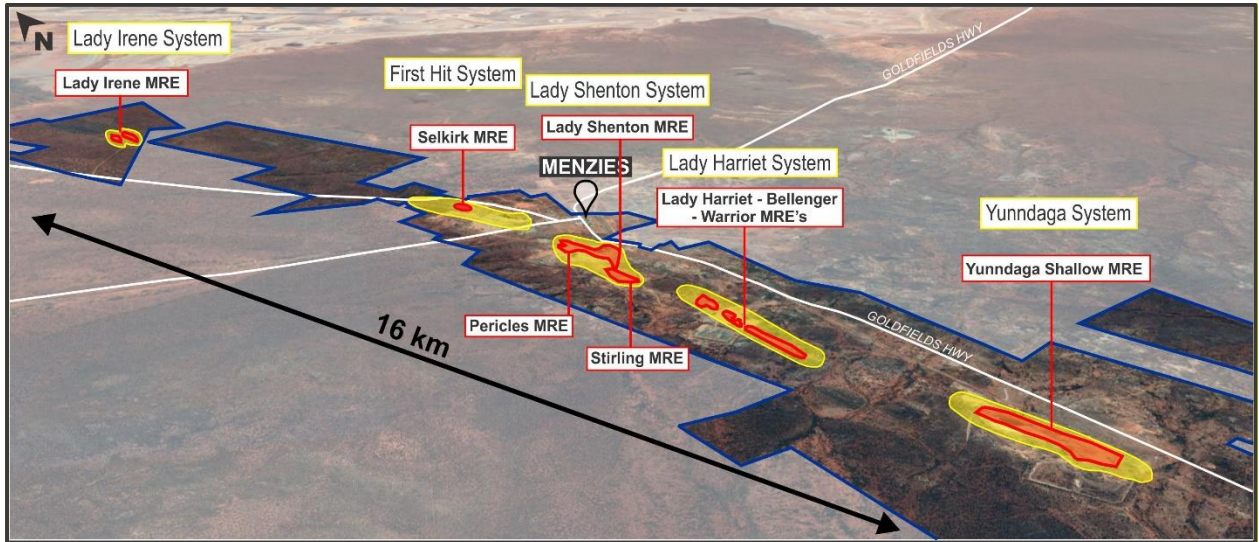 N
Lady Irene System
Lady Irene MRE
First Hit System
Selkirk MRE
Lady Shenton System
Lady Shenton MRE
MENZIES
GOLDFIELDS HWY
Lady Harriet System
Lady Harriet - Bellenger
- Warrior MRE's
Yunndaga System
Yunndaga Shallow MRE
Pericles MRE
Stirling MRE
GOLDFIELDS HWY
16 km